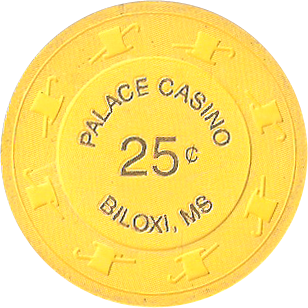 PALACE CASINO
25¢
BILOXI, MS